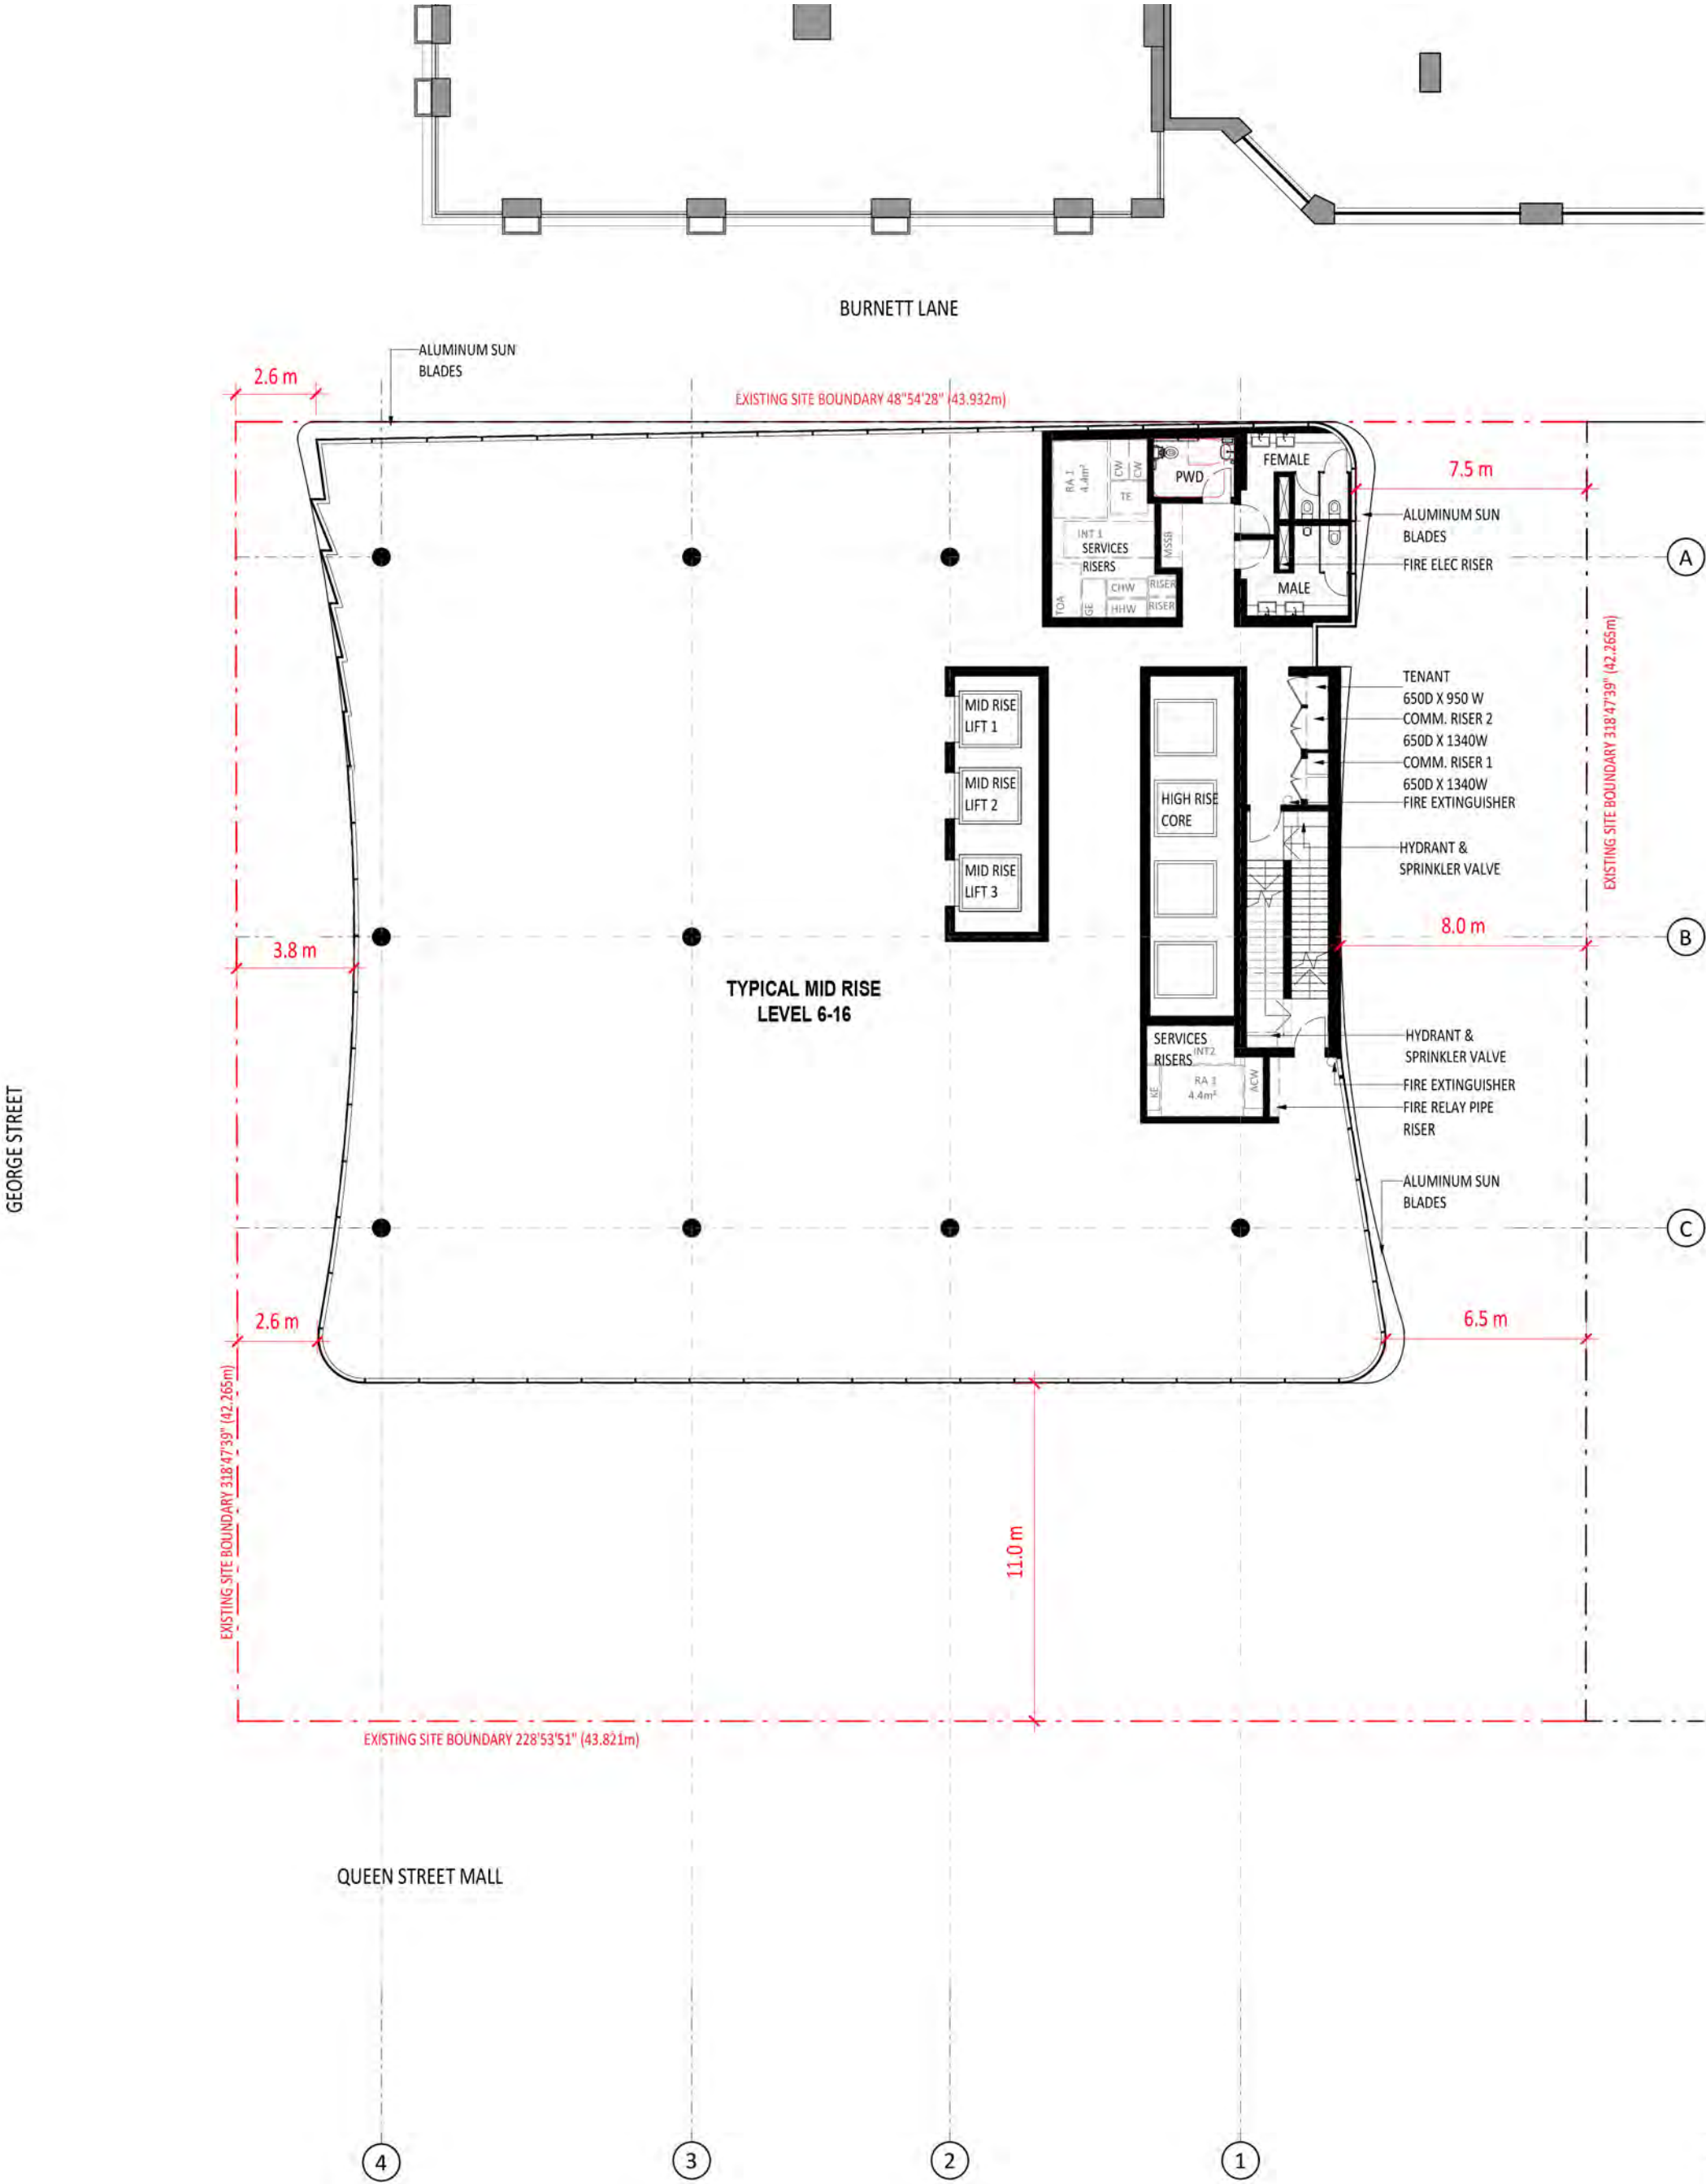 BURNETT LANE
ALUMINUM SUN
BLADES
2.6 m
EXISTING SITE BOUNDARY 48°54'28" (43.932m)
7.5 m
FEMALE
PWD
RA 1
4.4m²
CW
CW
TE
ALUMINUM SUN
BLADES
INT 1
SERVICES
RISERS
MSSB
FIRE ELEC RISER
A
MALE
CHW
RISER
TOA
GE
HHW
RISER
EXISTING SITE BOUNDARY 318°47'39" (42.265m)
TENANT
650D X 950 W
COMM. RISER 2
650D X 1340W
COMM. RISER 1
650D X 1340W
FIRE EXTINGUISHER
MID RISE
LIFT 1
MID RISE
LIFT 2
HIGH RISE
CORE
HYDRANT &
SPRINKLER VALVE
MID RISE
LIFT 3
8.0 m
B
3.8 m
TYPICAL MID RISE
LEVEL 6-16
SERVICES
RISERS
INT2
HYDRANT &
SPRINKLER VALVE
KE
4.4m²
ACW
FIRE EXTINGUISHER
FIRE RELAY PIPE
RISER
GEORGE STREET
ALUMINUM SUN
BLADES
C
2.6 m
6.5 m
EXISTING SITE BOUNDARY 318°47'39" (42.265m)
11.0 m
EXISTING SITE BOUNDARY 228°53'51" (43.821m)
QUEEN STREET MALL
4
3
2
1